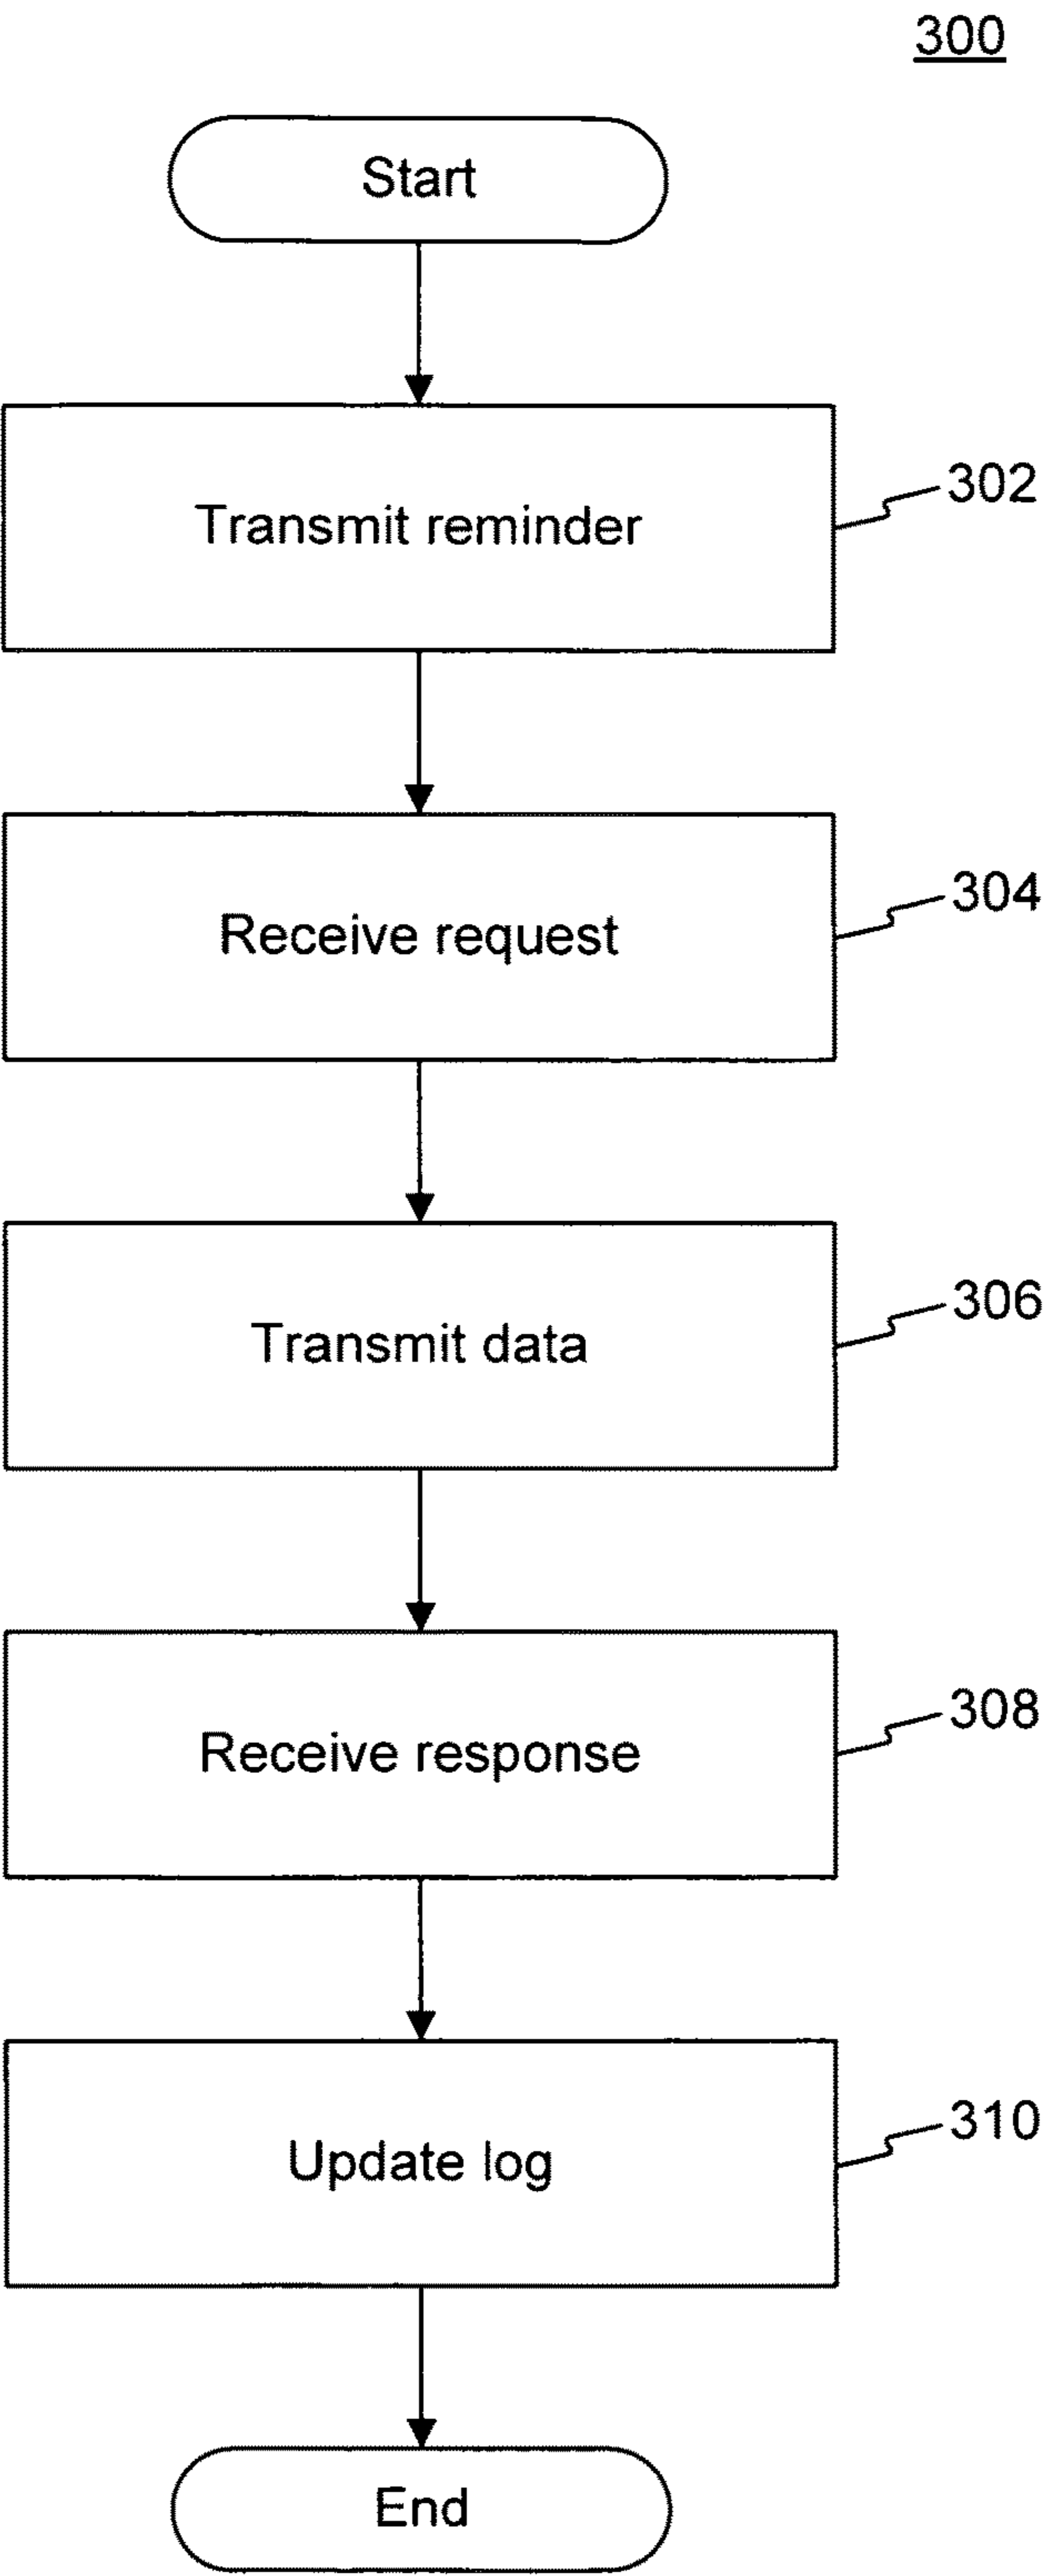 300
Start
Transmit reminder
302
Receive request
304
Transmit data
306
Receive response
308
Update log
310
End